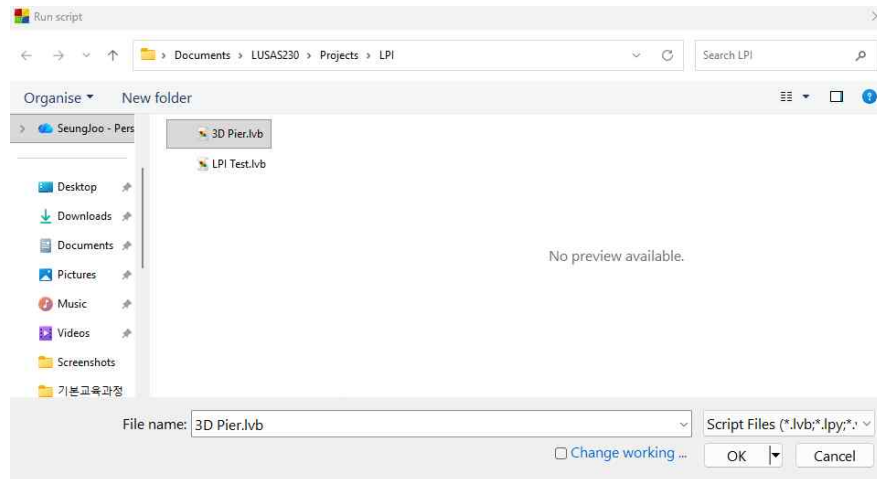 Run script
Documents > LUSAS230 > Projects > LPI
Search LPI
Organise
New folder
SeungJoo - Pers
3D Pier.lvb
LPI Test.lvb
Desktop
Downloads
Documents
Pictures
Music
Videos
Screenshots
기본교육과정
No preview available.
File name: 3D Pier.lvb
Script Files (*.lvb;*.lpy;*.
Change working ...
OK
Cancel